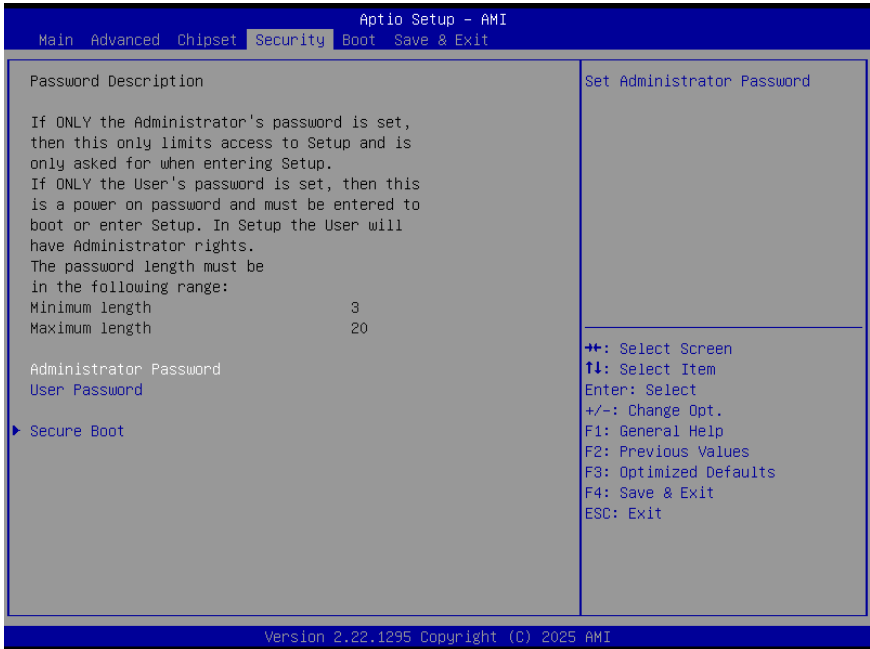 Aptio Setup – AMI
Main Advanced Chipset Security Boot Save & Exit
Password Description
If ONLY the Administrator's password is set,
then this only limits access to Setup and is
only asked for when entering Setup.
If ONLY the User's password is set, then this
is a power on password and must be entered to
boot or enter Setup. In Setup the User will
have Administrator rights.
The password length must be
in the following range:
Minimum length 3
Maximum length 20
Administrator Password
User Password
Secure Boot
Set Administrator Password
→←: Select Screen
↑↓: Select Item
Enter: Select
+/-: Change Opt.
F1: General Help
F2: Previous Values
F3: Optimized Defaults
F4: Save & Exit
ESC: Exit
Version 2.22.1295 Copyright (C) 2025 AMI